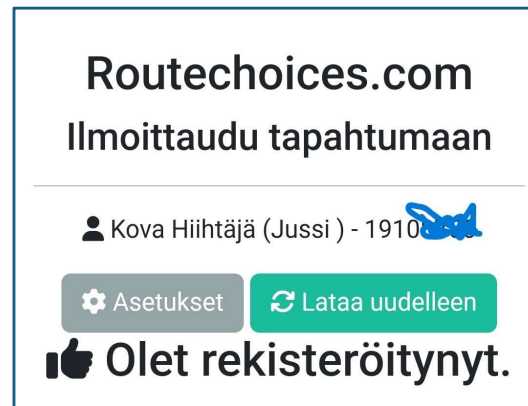 Routechoices.com
Ilmoittaudu tapahtumaan
Kova Hiihtäjä (Jussi ) - 1910
Asetukset
Lataa uudelleen
Olet rekisteröitynyt.